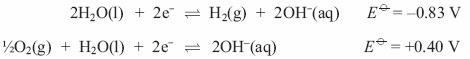 2H₂O(l) + 2e⁻ ⇌ H₂(g) + 2OH⁻(aq) E⦵ = –0.83 V
½O₂(g) + H₂O(l) + 2e⁻ ⇌ 2OH⁻(aq) E⦵ = +0.40 V